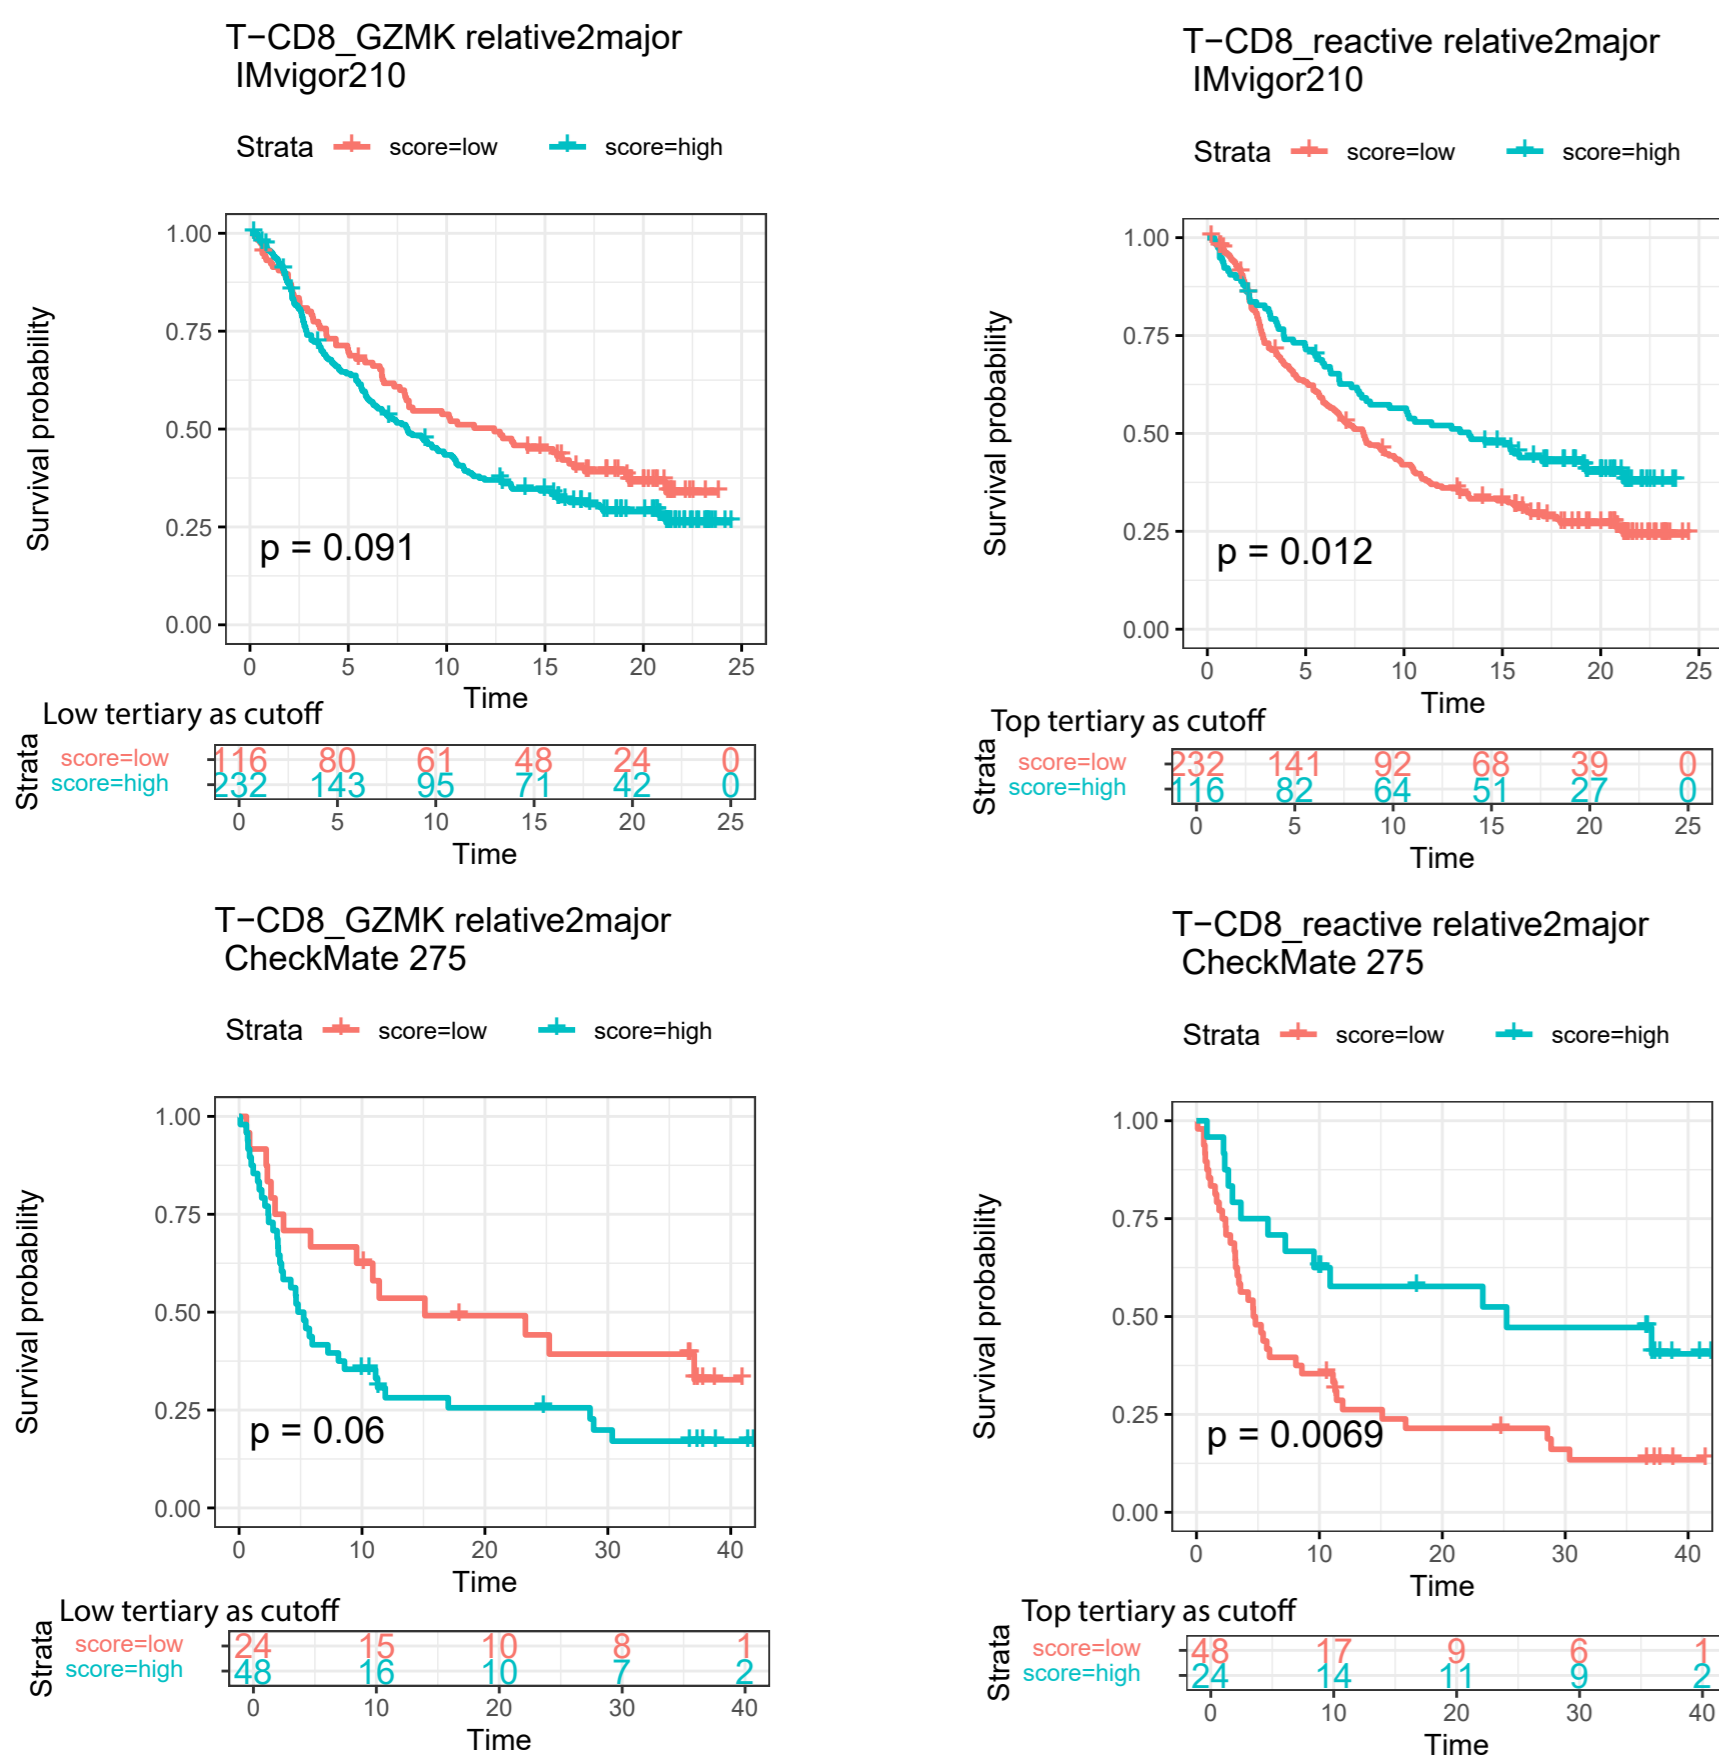 T−CD8_GZMK relative2major
IMvigor210
Strata score=low score=high
Survival probability
1.00
0.75
0.50
0.25
0.00
p = 0.091
0 5 10 15 20 25
Time
Low tertiary as cutoff
Strata
score=low 116 80 61 48 24 0
score=high 232 143 95 71 42 0
0 5 10 15 20 25
Time
T−CD8_reactive relative2major
IMvigor210
Strata score=low score=high
Survival probability
1.00
0.75
0.50
0.25
0.00
p = 0.012
0 5 10 15 20 25
Time
Top tertiary as cutoff
Strata
score=low 232 141 92 68 39 0
score=high 116 82 64 51 27 0
0 5 10 15 20 25
Time
T−CD8_GZMK relative2major
CheckMate 275
Strata score=low score=high
Survival probability
1.00
0.75
0.50
0.25
0.00
p = 0.06
0 10 20 30 40
Time
Low tertiary as cutoff
Strata
score=low 24 15 10 8 1
score=high 48 16 10 7 2
0 10 20 30 40
Time
T−CD8_reactive relative2major
CheckMate 275
Strata score=low score=high
Survival probability
1.00
0.75
0.50
0.25
0.00
p = 0.0069
0 10 20 30 40
Time
Top tertiary as cutoff
Strata
score=low 48 17 9 6 1
score=high 24 14 11 9 2
0 10 20 30 40
Time